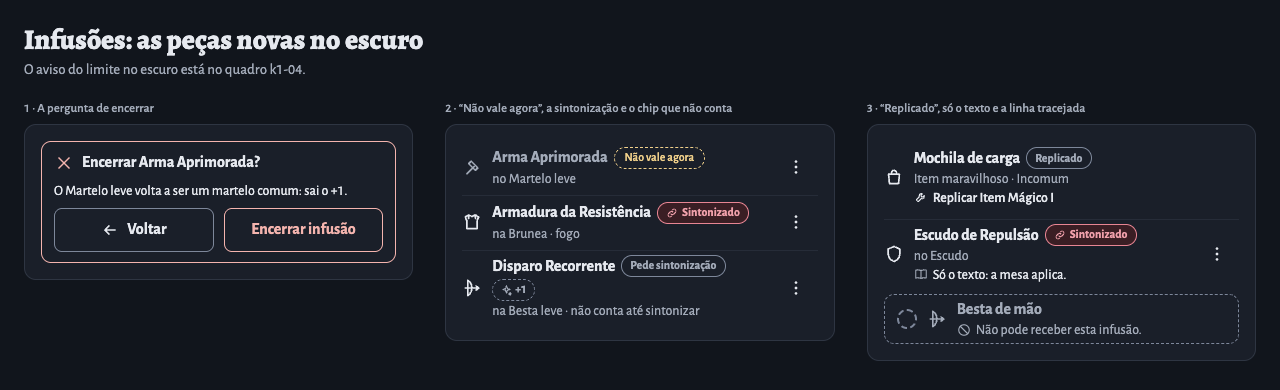 Infusões: as peças novas no escuro
O aviso do limite no escuro está no quadro k1-04.
1 · A pergunta de encerrar
Encerrar Arma Aprimorada?
O Martelo leve volta a ser um martelo comum: sai o +1.
Voltar
Encerrar infusão
2 · “Não vale agora”, a sintonização e o chip que não conta
Arma Aprimorada Não vale agora
no Martelo leve
Armadura da Resistência Sintonizado
na Brunea · fogo
Disparo Recorrente Pede sintonização
+1
na Besta leve · não conta até sintonizar
3 · “Replicado”, só o texto e a linha tracejada
Mochila de carga Replicado
Item maravilhoso · Incomum
Replicar Item Mágico I
Escudo de Repulsão Sintonizado
no Escudo
Só o texto: a mesa aplica.
Besta de mão
Não pode receber esta infusão.